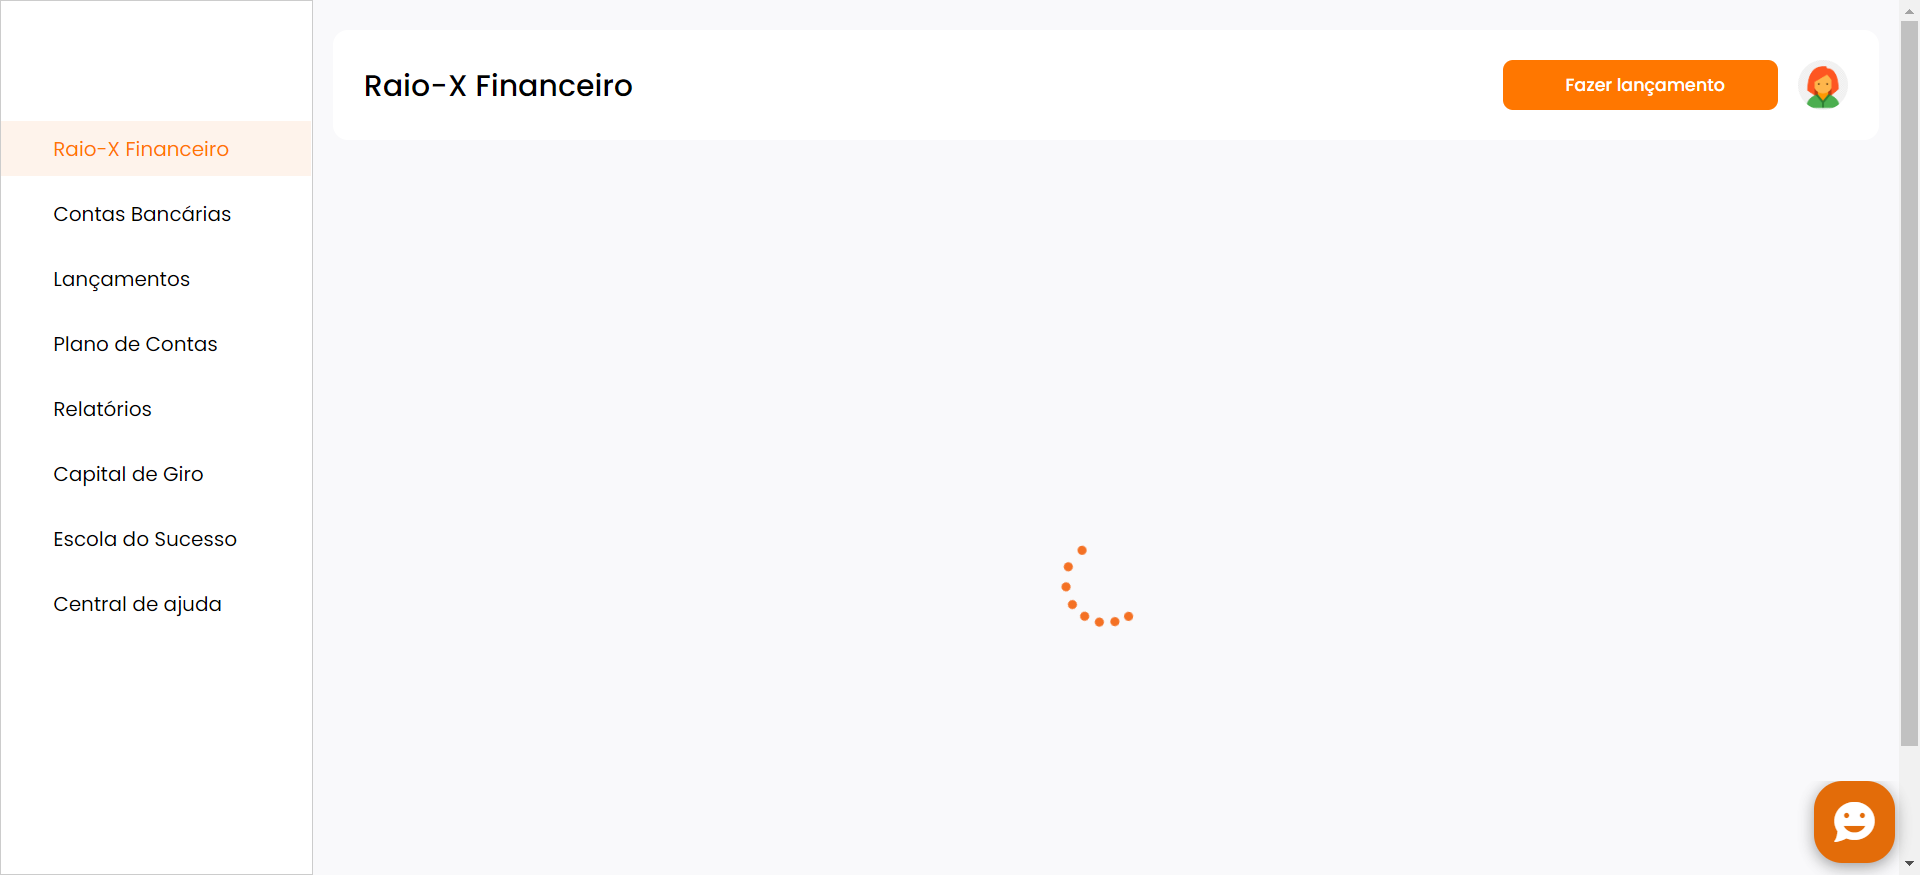 Raio-X Financeiro
Fazer lançamento
Raio-X Financeiro
Contas Bancárias
Lançamentos
Plano de Contas
Relatórios
Capital de Giro
Escola do Sucesso
Central de ajuda